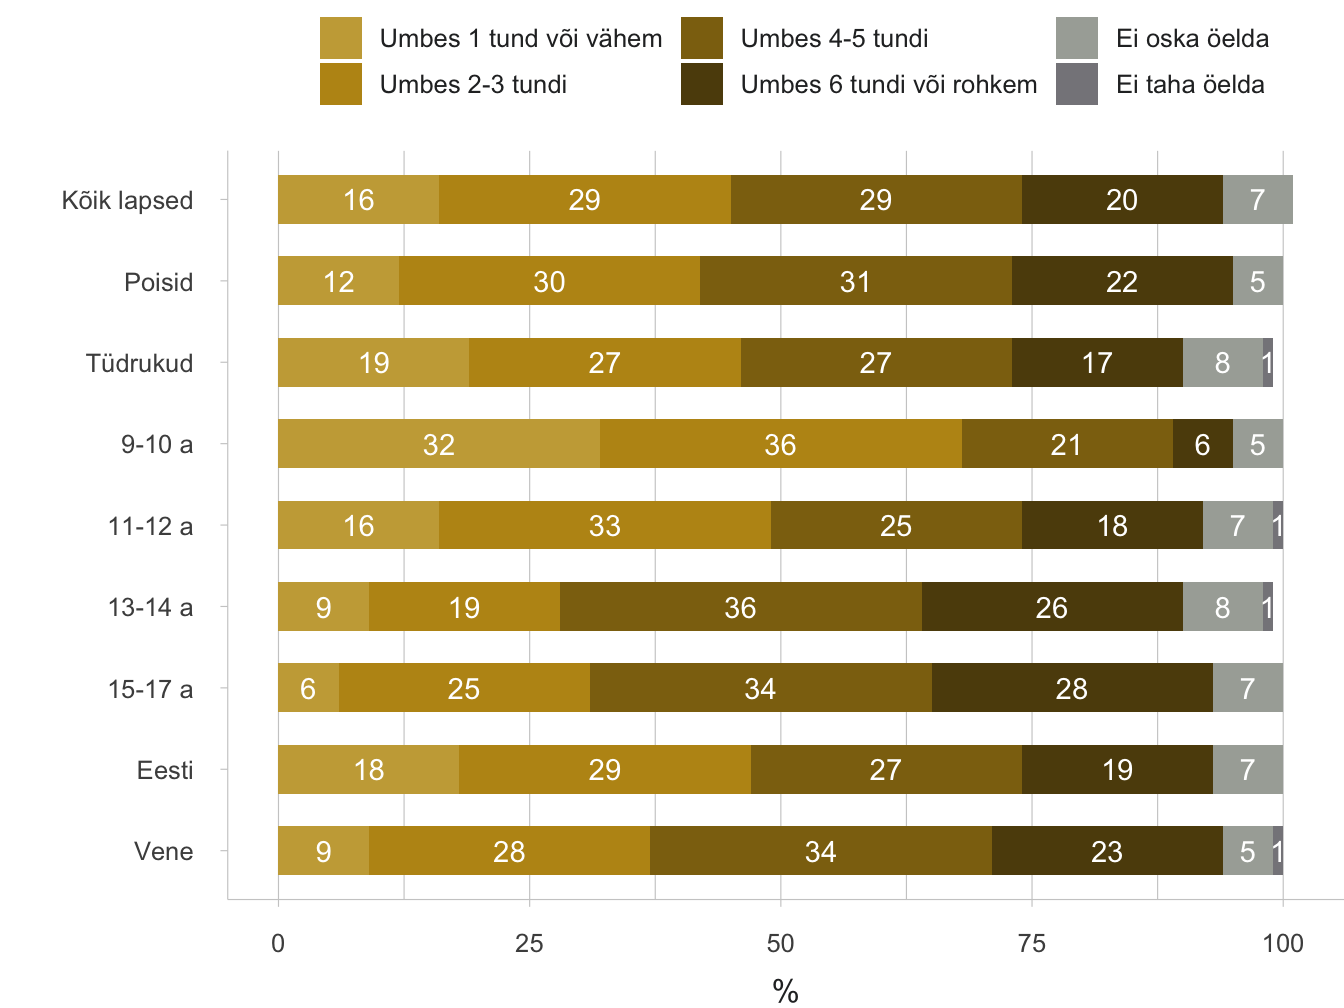 Umbes 1 tund või vähem Umbes 4-5 tundi Ei oska öelda
Umbes 2-3 tundi Umbes 6 tundi või rohkem Ei taha öelda
Kõik lapsed 16 29 29 20 7
Poisid 12 30 31 22 5
Tüdrukud 19 27 27 17 8 1
9-10 a 32 36 21 6 5
11-12 a 16 33 25 18 7 1
13-14 a 9 19 36 26 8 1
15-17 a 6 25 34 28 7
Eesti 18 29 27 19 7
Vene 9 28 34 23 5 1
0 25 50 75 100
%